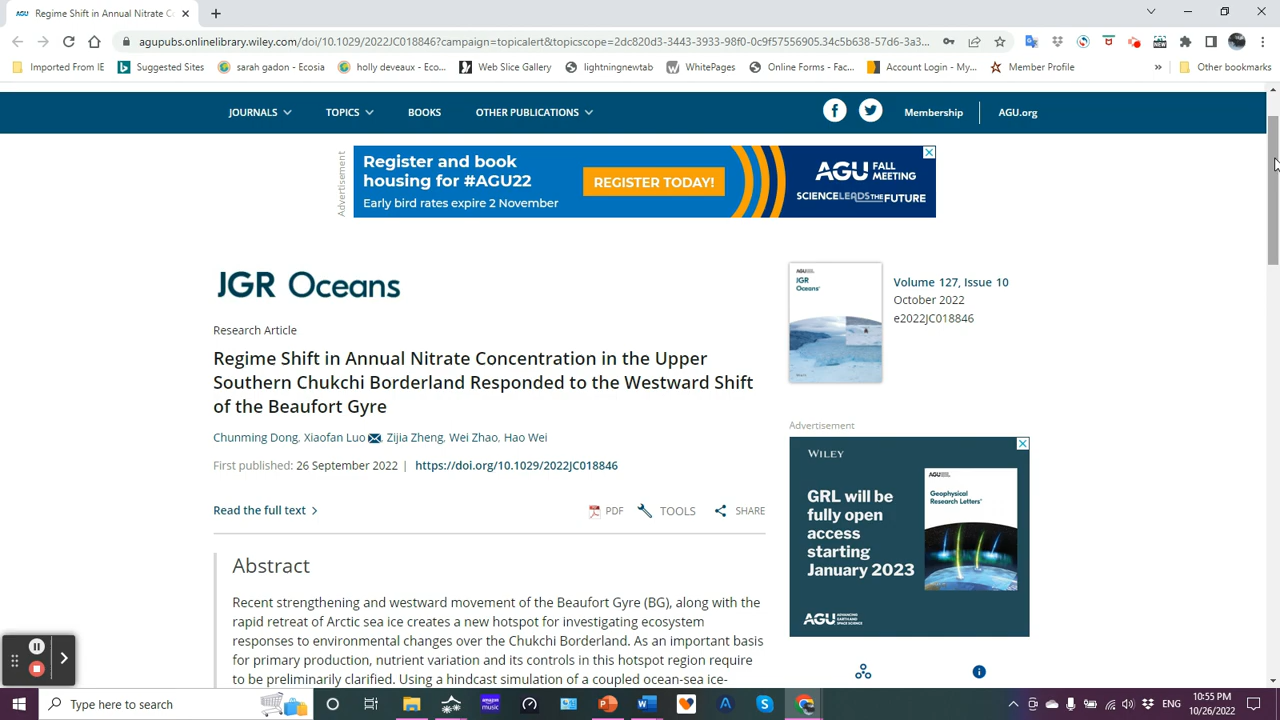 Regime Shift in Annual Nitrate C
agupubs.onlinelibrary.wiley.com/doi/10.1029/2022JC018846?campaign=topicalert&topicscope=2dc820d3-3443-3933-98f0-0c9f57556905.34c5b638-57d6-3a3...
Imported From IE Suggested Sites sarah gadon - Ecosia holly deveaux - Eco... Web Slice Gallery lightningnewtab WhitePages Online Forms - Fac... Account Login - My... Member Profile » Other bookmarks
JOURNALS TOPICS BOOKS OTHER PUBLICATIONS Membership AGU.org
Advertisement
Register and book
housing for #AGU22
Early bird rates expire 2 November
REGISTER TODAY!
AGU FALL
MEETING
SCIENCE LEADS THE FUTURE
JGR Oceans
Research Article
Regime Shift in Annual Nitrate Concentration in the Upper
Southern Chukchi Borderland Responded to the Westward Shift
of the Beaufort Gyre
Chunming Dong, Xiaofan Luo, Zijia Zheng, Wei Zhao, Hao Wei
First published: 26 September 2022 | https://doi.org/10.1029/2022JC018846
Read the full text
PDF TOOLS SHARE
Abstract
Recent strengthening and westward movement of the Beaufort Gyre (BG), along with the
rapid retreat of Arctic sea ice creates a new hotspot for investigating ecosystem
responses to environmental changes over the Chukchi Borderland. As an important basis
for primary production, nutrient variation and its controls in this hotspot region require
to be preliminarily clarified. Using a hindcast simulation of a coupled ocean-sea ice-
AGU
JGR
Oceans
Volume 127, Issue 10
October 2022
e2022JC018846
Advertisement
WILEY
GRL will be
fully open
access
starting
January 2023
AGU
Geophysical
Research Letters
AGU ADVANCING
EARTH AND
SPACE SCIENCE
Type here to search
ENG
10:55 PM
10/26/2022